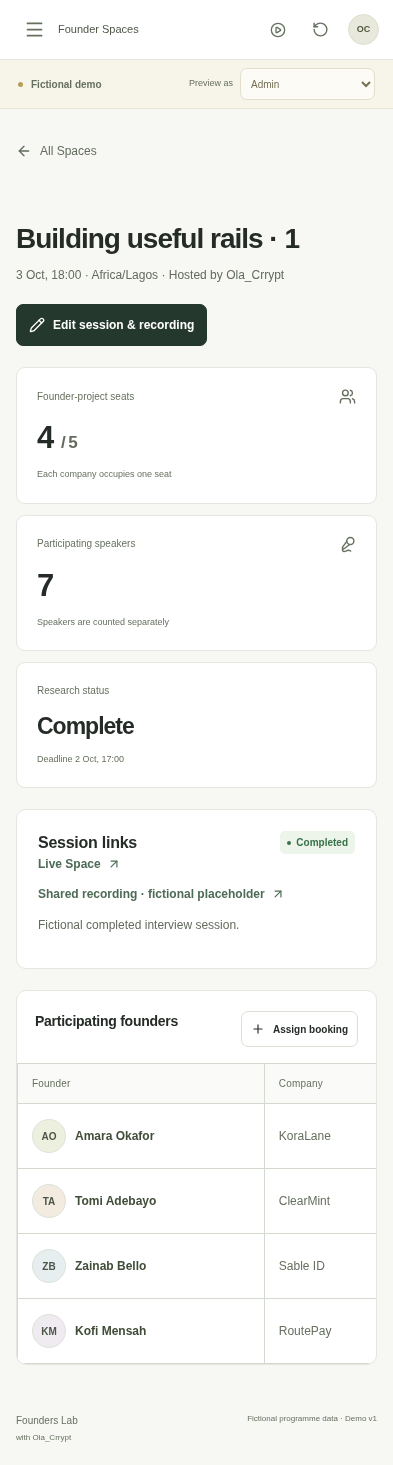 Founder Spaces
OC
Fictional demo
Preview as
Admin
All Spaces
Building useful rails · 1
3 Oct, 18:00 · Africa/Lagos · Hosted by Ola_Crrypt
Edit session & recording
Founder-project seats
4 / 5
Each company occupies one seat
Participating speakers
7
Speakers are counted separately
Research status
Complete
Deadline 2 Oct, 17:00
Session links
Completed
Live Space
Shared recording · fictional placeholder
Fictional completed interview session.
Participating founders
Assign booking
Founder Company
AO Amara Okafor KoraLane
TA Tomi Adebayo ClearMint
ZB Zainab Bello Sable ID
KM Kofi Mensah RoutePay
Founders Lab
with Ola_Crrypt
Fictional programme data · Demo v1